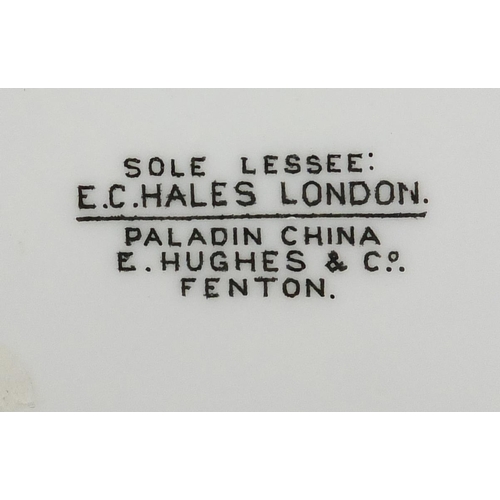 SOLE LESSEE:
E.C.HALES LONDON.
PALADIN CHINA
E. HUGHES & Cº.
FENTON.